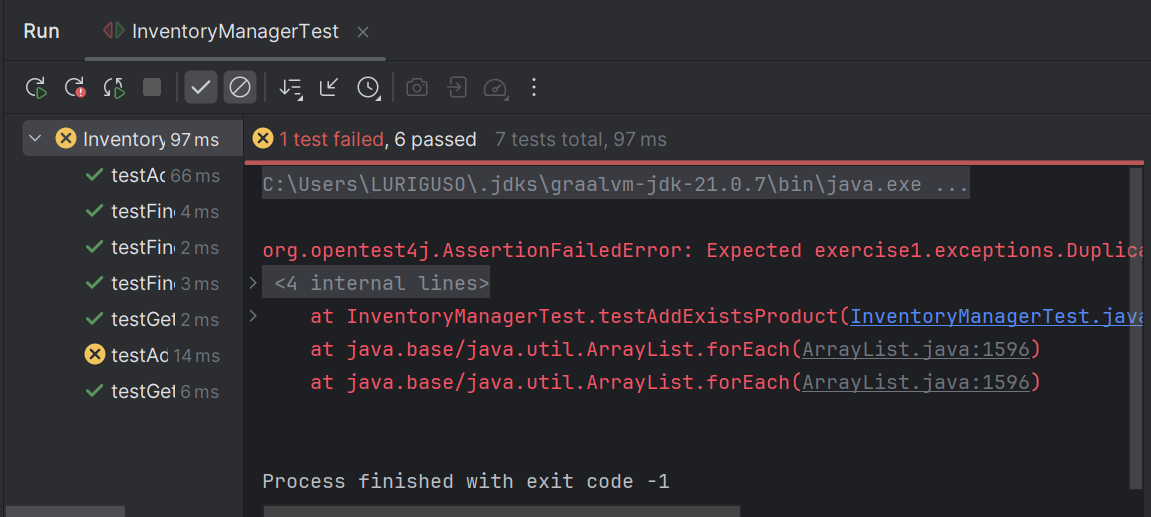 Run InventoryManagerTest
1 test failed, 6 passed 7 tests total, 97 ms
Inventory 97 ms
testAc 66 ms
testFin 4 ms
testFin 2 ms
testFin 3 ms
testGet 2 ms
testAd 14 ms
testGet 6 ms
C:\Users\LURIGUSO\.jdks\graalvm-jdk-21.0.7\bin\java.exe ...
org.opentest4j.AssertionFailedError: Expected exercise1.exceptions.Duplica
<4 internal lines>
at InventoryManagerTest.testAddExistsProduct(InventoryManagerTest.java
at java.base/java.util.ArrayList.forEach(ArrayList.java:1596)
at java.base/java.util.ArrayList.forEach(ArrayList.java:1596)
Process finished with exit code -1